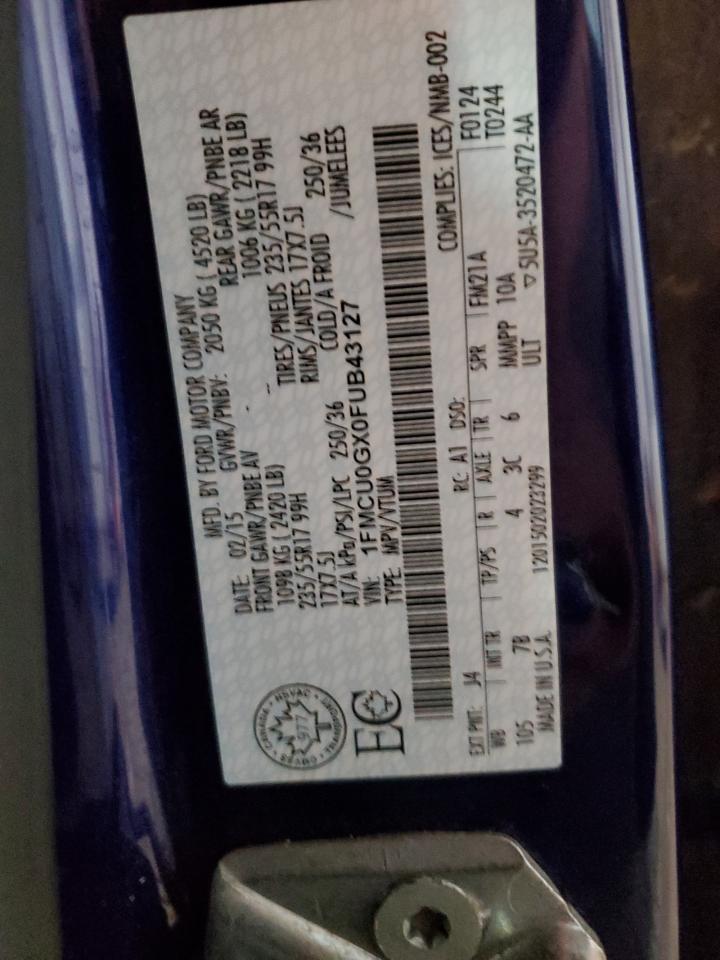 MFD. BY FORD MOTOR COMPANY
DATE: 02/15 GVWR/PNBV: 2050 KG ( 4520 LB)
FRONT GAWR/PNBE AV - REAR GAWR/PNBE AR
1098 KG ( 2420 LB) -- 1006 KG ( 2218 LB)
235/55R17 99H TIRES/PNEUS 235/55R17 99H
17X7.5J RIMS/JANTES 17X7.5J
AT/A kPa/PSI/LPC 250/36 COLD/A FROID 250/36
VIN: 1FMCU0GX0FUB43127 /JUMELEES
TYPE: MPV/VTUM
CANADA
977
EC
COMPLIES: ICES/NMB-002
EXT PNT: J4 RC: A1 DSO: F0124
WB INT TR TP/PS R AXLE TR SPR FM21A T0244
105 7B 4 3C 6 MMPP 10A
ULT
MADE IN U.S.A. 1201502023299 ▽ 5U5A-3520472-AA